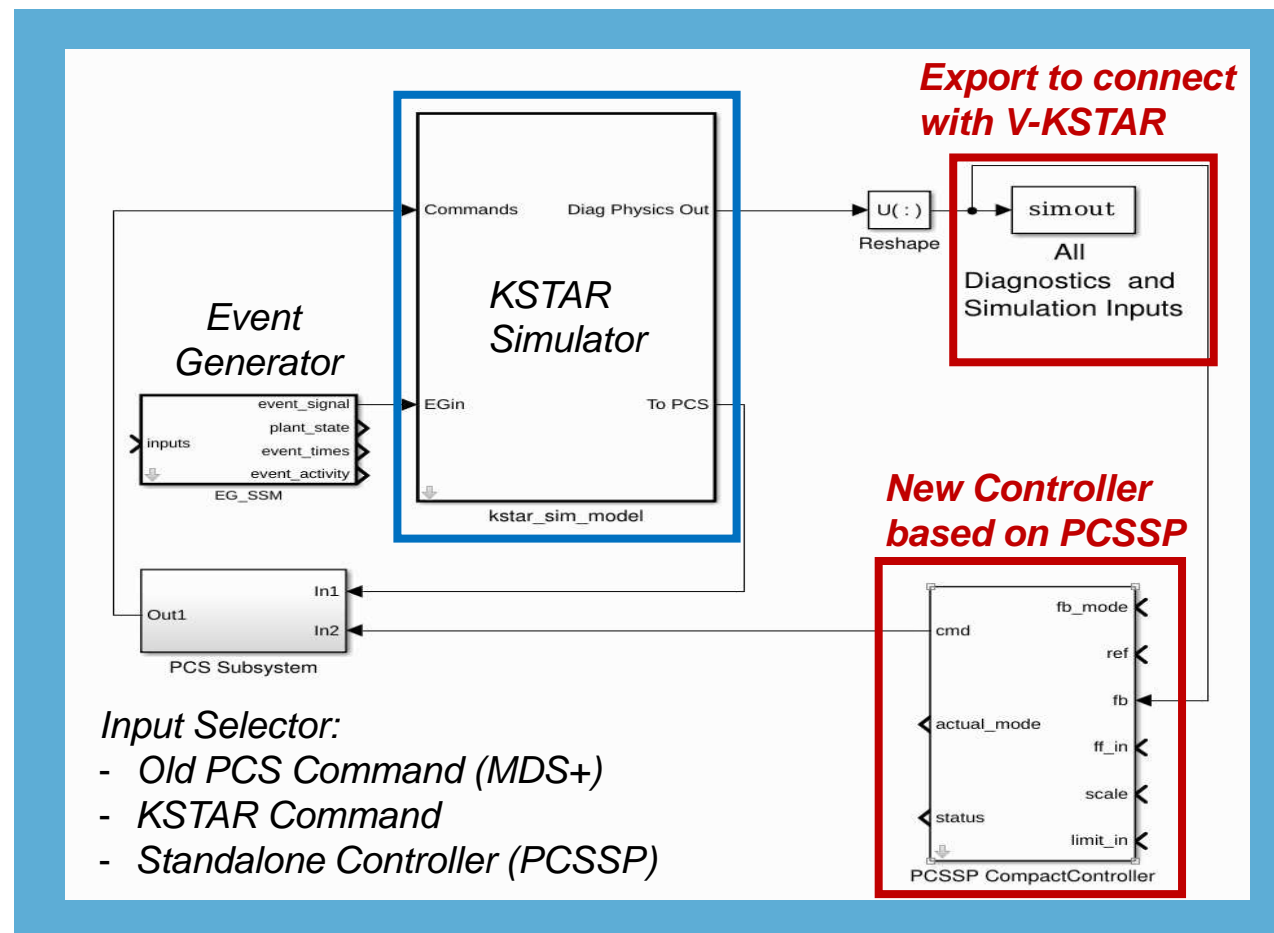 Export to connect
with V-KSTAR
Commands
Diag Physics Out
U( : )
Reshape
simout
All
Diagnostics and
Simulation Inputs
KSTAR
Simulator
Event
Generator
event_signal
plant_state
event_times
event_activity
inputs
EG_SSM
EGin
To PCS
kstar_sim_model
New Controller
based on PCSSP
In1
Out1
In2
PCS Subsystem
fb_mode
cmd
ref
fb
actual_mode
ff_in
scale
status
limit_in
PCSSP CompactController
Input Selector:
- Old PCS Command (MDS+)
- KSTAR Command
- Standalone Controller (PCSSP)